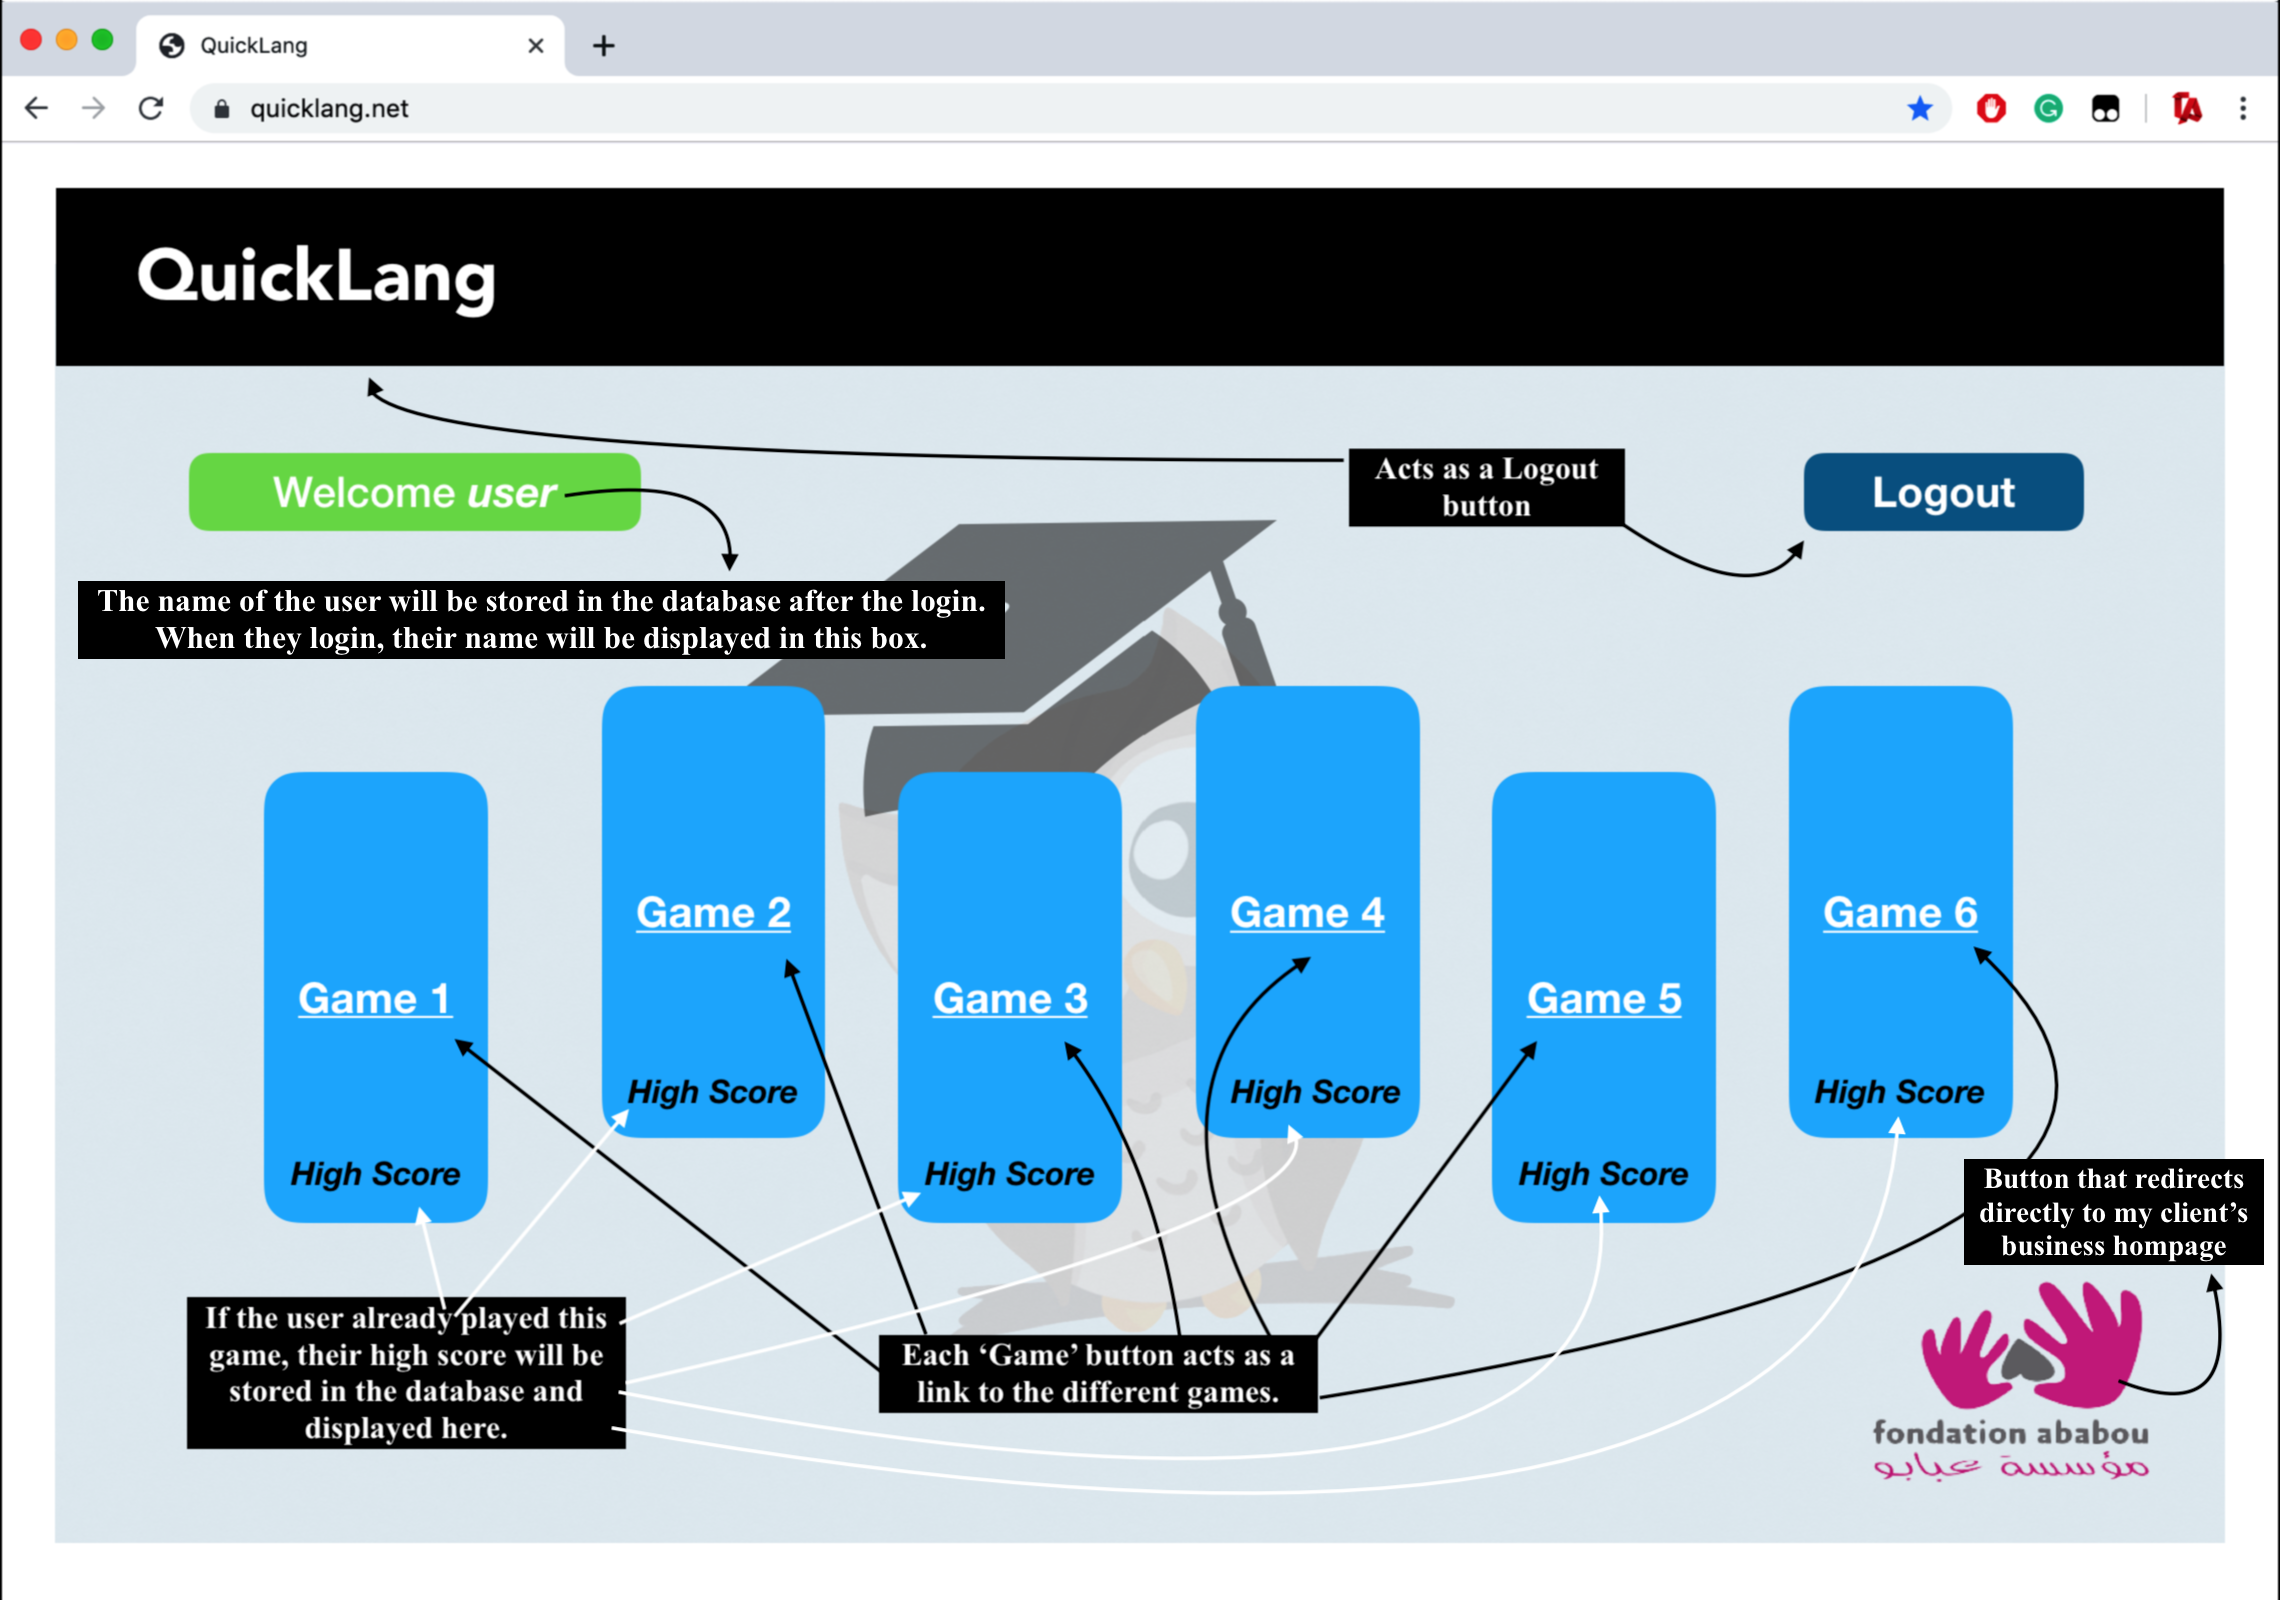 QuickLang
quicklang.net
QuickLang
Welcome user
Acts as a Logout
button
Logout
The name of the user will be stored in the database after the login.
When they login, their name will be displayed in this box.
Game 1
High Score
Game 2
High Score
Game 3
High Score
Game 4
High Score
Game 5
High Score
Game 6
High Score
Button that redirects
directly to my client’s
business hompage
If the user already played this
game, their high score will be
stored in the database and
displayed here.
Each ‘Game’ button acts as a
link to the different games.
fondation ababou
مؤسسة عبابو